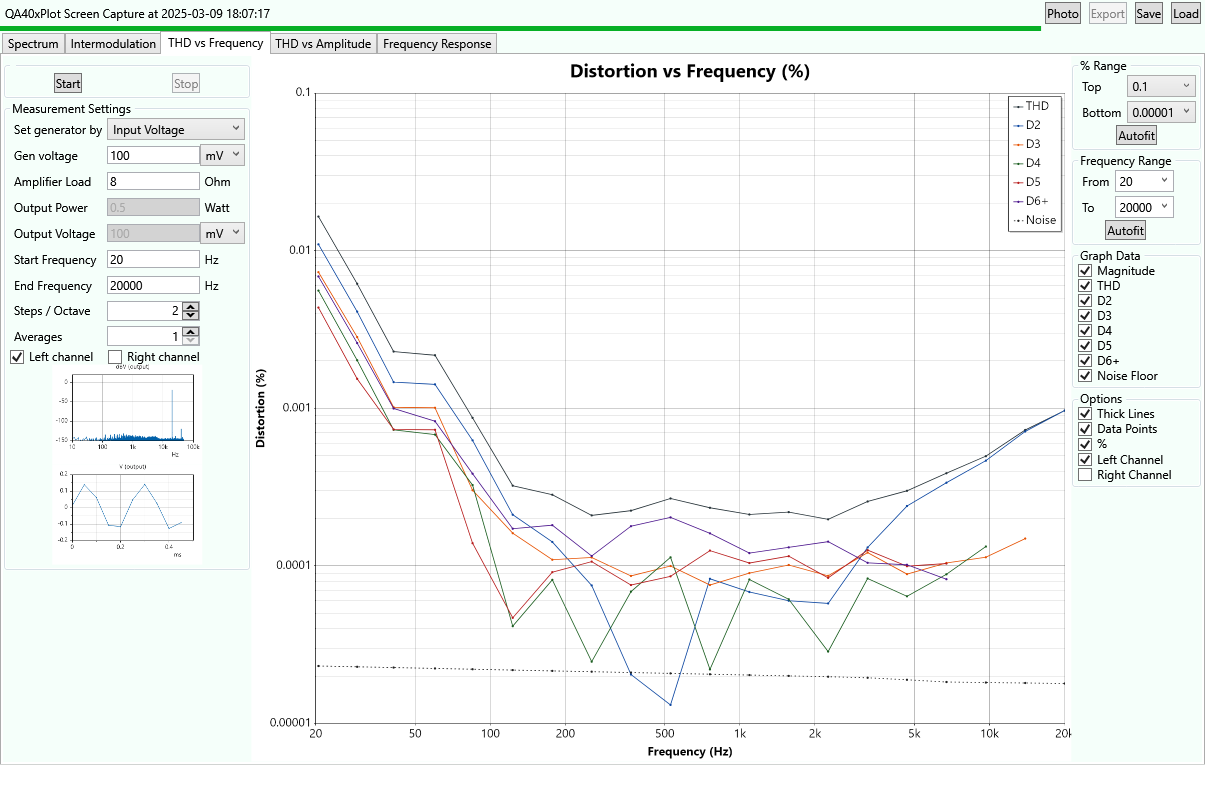 QA40xPlot Screen Capture at 2025-03-09 18:07:17
Photo Export Save Load
Spectrum Intermodulation THD vs Frequency THD vs Amplitude Frequency Response
Start Stop
Measurement Settings
Set generator by Input Voltage
Gen voltage 100 mV
Amplifier Load 8 Ohm
Output Power 0.5 Watt
Output Voltage 100 mV
Start Frequency 20 Hz
End Frequency 20000 Hz
Steps / Octave 2
Averages 1
Left channel Right channel
dBV (output)
0
-50
-100
-150
10 100 1k 10k 100k
Hz
V (output)
0.2
0.1
0
-0.1
-0.2
0 0.2 0.4
ms
Distortion vs Frequency (%)
Distortion (%)
0.1
0.01
0.001
0.0001
0.00001
20 50 100 200 500 1k 2k 5k 10k 20k
Frequency (Hz)
THD
D2
D3
D4
D5
D6+
Noise
% Range
Top 0.1
Bottom 0.00001
Autofit
Frequency Range
From 20
To 20000
Autofit
Graph Data
Magnitude
THD
D2
D3
D4
D5
D6+
Noise Floor
Options
Thick Lines
Data Points
%
Left Channel
Right Channel